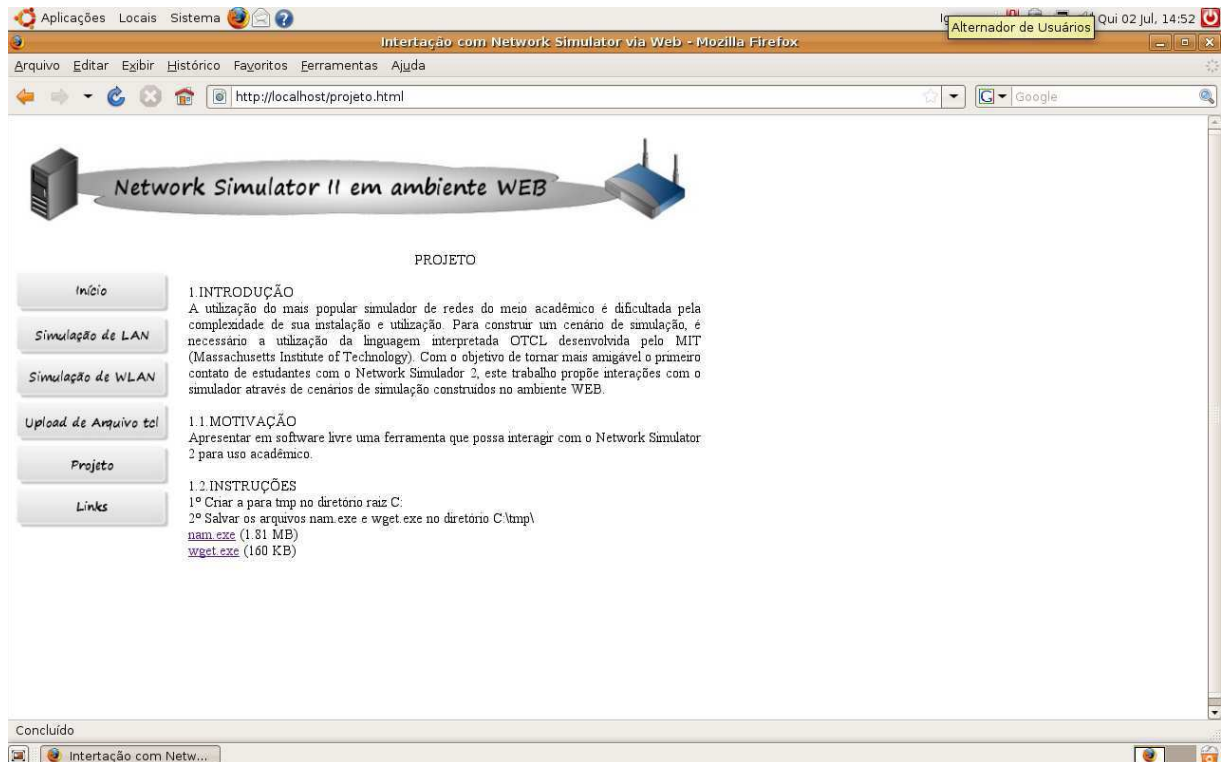 Aplicações Locais Sistema
Qui 02 Jul, 14:52
Alternador de Usuários
Intertação com Network Simulator via Web - Mozilla Firefox
Arquivo Editar Exibir Histórico Favoritos Ferramentas Ajuda
http://localhost/projeto.html
Google
Network Simulator II em ambiente WEB
PROJETO
Início
Simulação de LAN
Simulação de WLAN
Upload de Arquivo tcl
Projeto
Links
1.INTRODUÇÃO
A utilização do mais popular simulador de redes do meio acadêmico é dificultada pela
complexidade de sua instalação e utilização. Para construir um cenário de simulação, é
necessário a utilização da linguagem interpretada OTCL desenvolvida pelo MIT
(Massachusetts Institute of Technology). Com o objetivo de tornar mais amigável o primeiro
contato de estudantes com o Network Simulador 2, este trabalho propõe interações com o
simulador através de cenários de simulação construídos no ambiente WEB.
1.1.MOTIVAÇÃO
Apresentar em software livre uma ferramenta que possa interagir com o Network Simulator
2 para uso acadêmico.
1.2.INSTRUÇÕES
1º Criar a para tmp no diretório raiz C:
2º Salvar os arquivos nam.exe e wget.exe no diretório C:\tmp\
nam.exe (1.81 MB)
wget.exe (160 KB)
Concluído
Intertação com Netw...